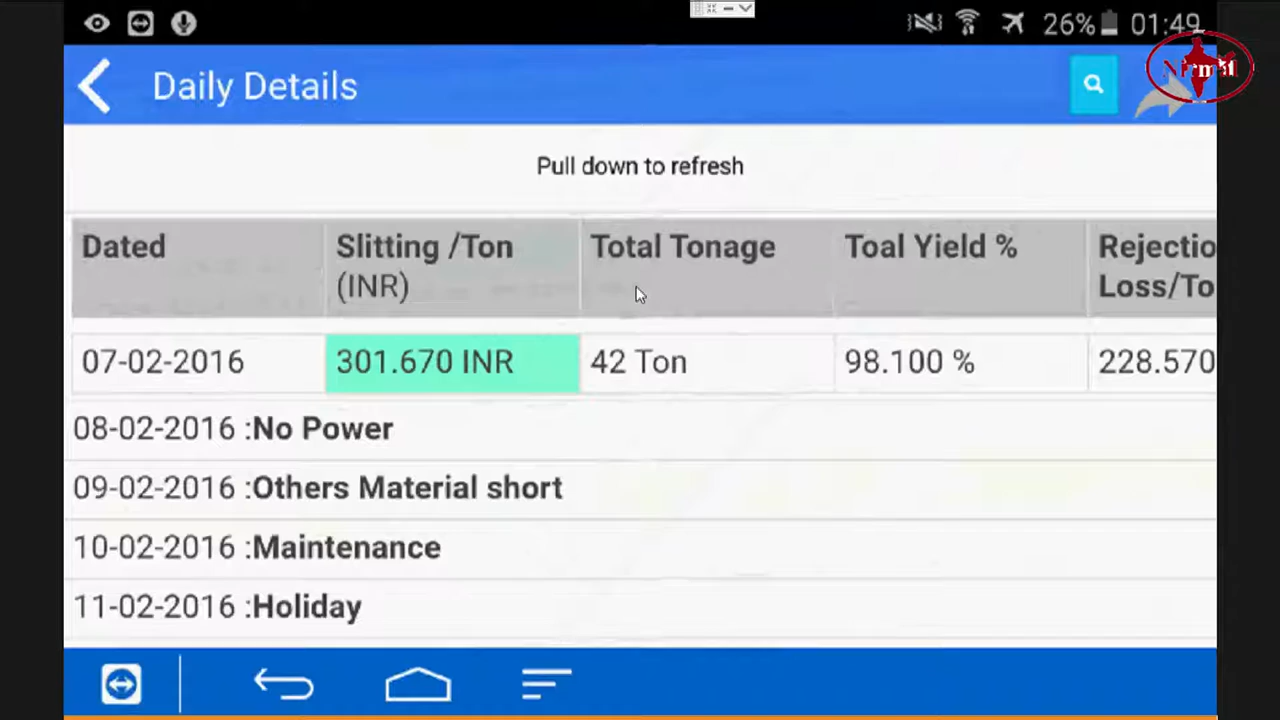 26% 01:49
Daily Details
Pull down to refresh
Dated Slitting /Ton (INR) Total Tonage Toal Yield % Rejectio Loss/To
07-02-2016 301.670 INR 42 Ton 98.100 % 228.570
08-02-2016 :No Power
09-02-2016 :Others Material short
10-02-2016 :Maintenance
11-02-2016 :Holiday